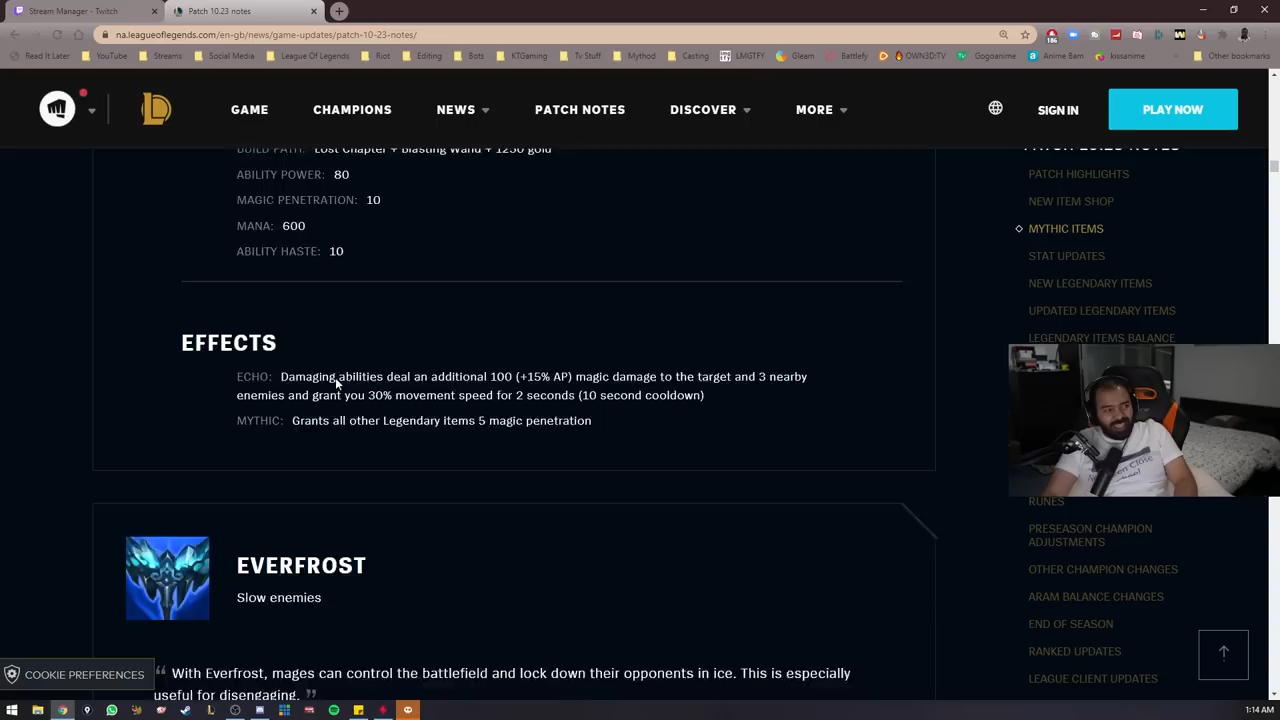 Stream Manager - Twitch
Patch 10.23 notes
na.leagueoflegends.com/en-gb/news/game-updates/patch-10-23-notes/
186
Read It Later
YouTube
Streams
Social Media
League Of Legends
Riot
Editing
Bots
KTGaming
Tv Stuff
Mythod
Casting
LMGTFY
Gleam
Battlefy
OWN3D:TV
Gogoanime
Anime Bam
kissanime
Other bookmarks
GAME
CHAMPIONS
NEWS
PATCH NOTES
DISCOVER
MORE
SIGN IN
PLAY NOW
BUILD PATH: Lost Chapter + Blasting Wand + 1250 gold
ABILITY POWER: 80
MAGIC PENETRATION: 10
MANA: 600
ABILITY HASTE: 10
EFFECTS
ECHO: Damaging abilities deal an additional 100 (+15% AP) magic damage to the target and 3 nearby
enemies and grant you 30% movement speed for 2 seconds (10 second cooldown)
MYTHIC: Grants all other Legendary items 5 magic penetration
EVERFROST
Slow enemies
“ With Everfrost, mages can control the battlefield and lock down their opponents in ice. This is especially
useful for disengaging. ”
PATCH 10.23 NOTES
PATCH HIGHLIGHTS
NEW ITEM SHOP
MYTHIC ITEMS
STAT UPDATES
NEW LEGENDARY ITEMS
UPDATED LEGENDARY ITEMS
LEGENDARY ITEMS BALANCE
RUNES
PRESEASON CHAMPION
ADJUSTMENTS
OTHER CHAMPION CHANGES
ARAM BALANCE CHANGES
END OF SEASON
RANKED UPDATES
LEAGUE CLIENT UPDATES
COOKIE PREFERENCES
1:14 AM